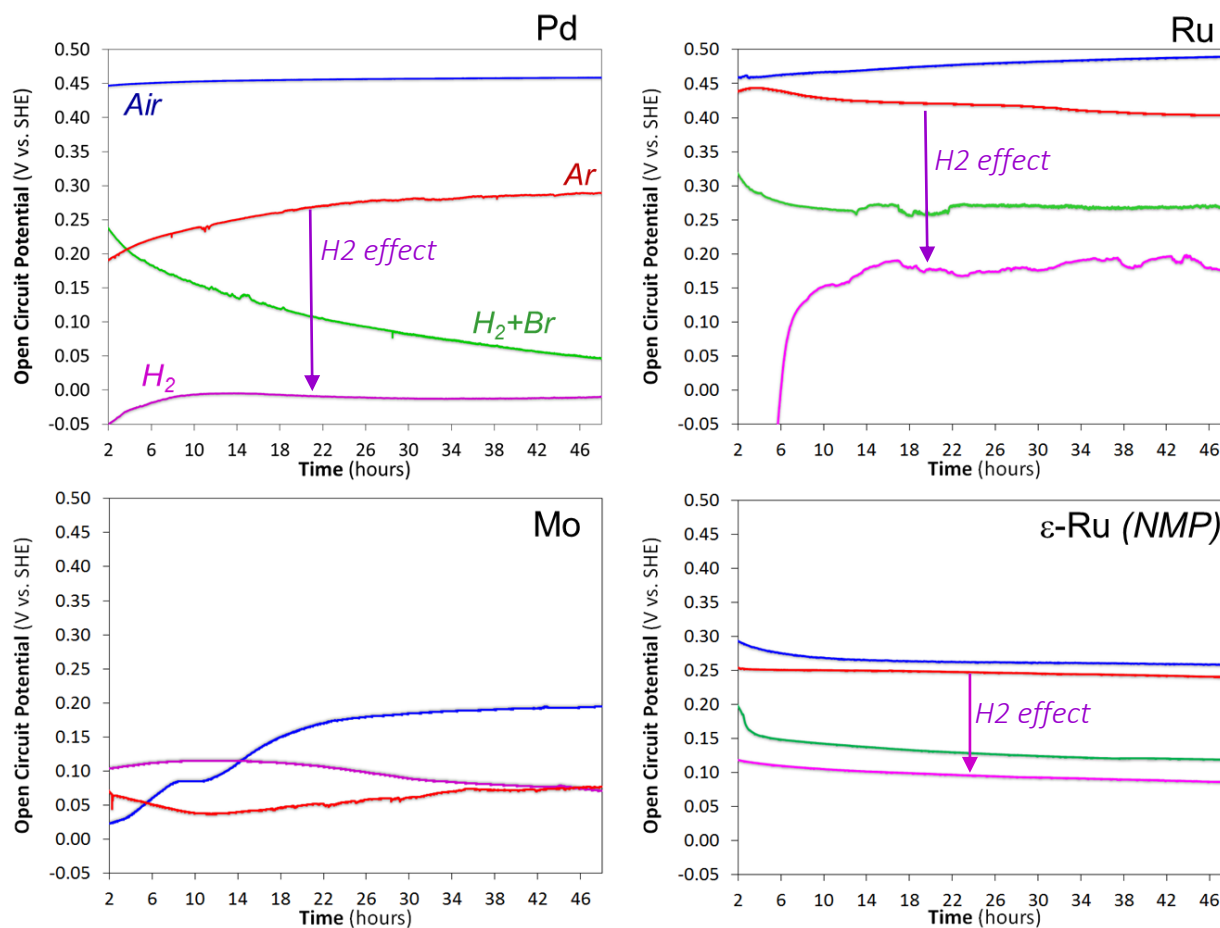 Pd
Open Circuit Potential (V vs. SHE)
0.50
0.45
0.40
0.35
0.30
0.25
0.20
0.15
0.10
0.05
0.00
-0.05
Air
Ar
H2 effect
H₂+Br
H₂
2 6 10 14 18 22 26 30 34 38 42 46
Time (hours)
Ru
Open Circuit Potential (V vs. SHE)
0.50
0.45
0.40
0.35
0.30
0.25
0.20
0.15
0.10
0.05
0.00
-0.05
H2 effect
2 6 10 14 18 22 26 30 34 38 42 46
Time (hours)
Mo
Open Circuit Potential (V vs. SHE)
0.50
0.45
0.40
0.35
0.30
0.25
0.20
0.15
0.10
0.05
0.00
-0.05
2 6 10 14 18 22 26 30 34 38 42 46
Time (hours)
ε-Ru (NMP)
Open Circuit Potential (V vs. SHE)
0.50
0.45
0.40
0.35
0.30
0.25
0.20
0.15
0.10
0.05
0.00
-0.05
H2 effect
2 6 10 14 18 22 26 30 34 38 42 46
Time (hours)